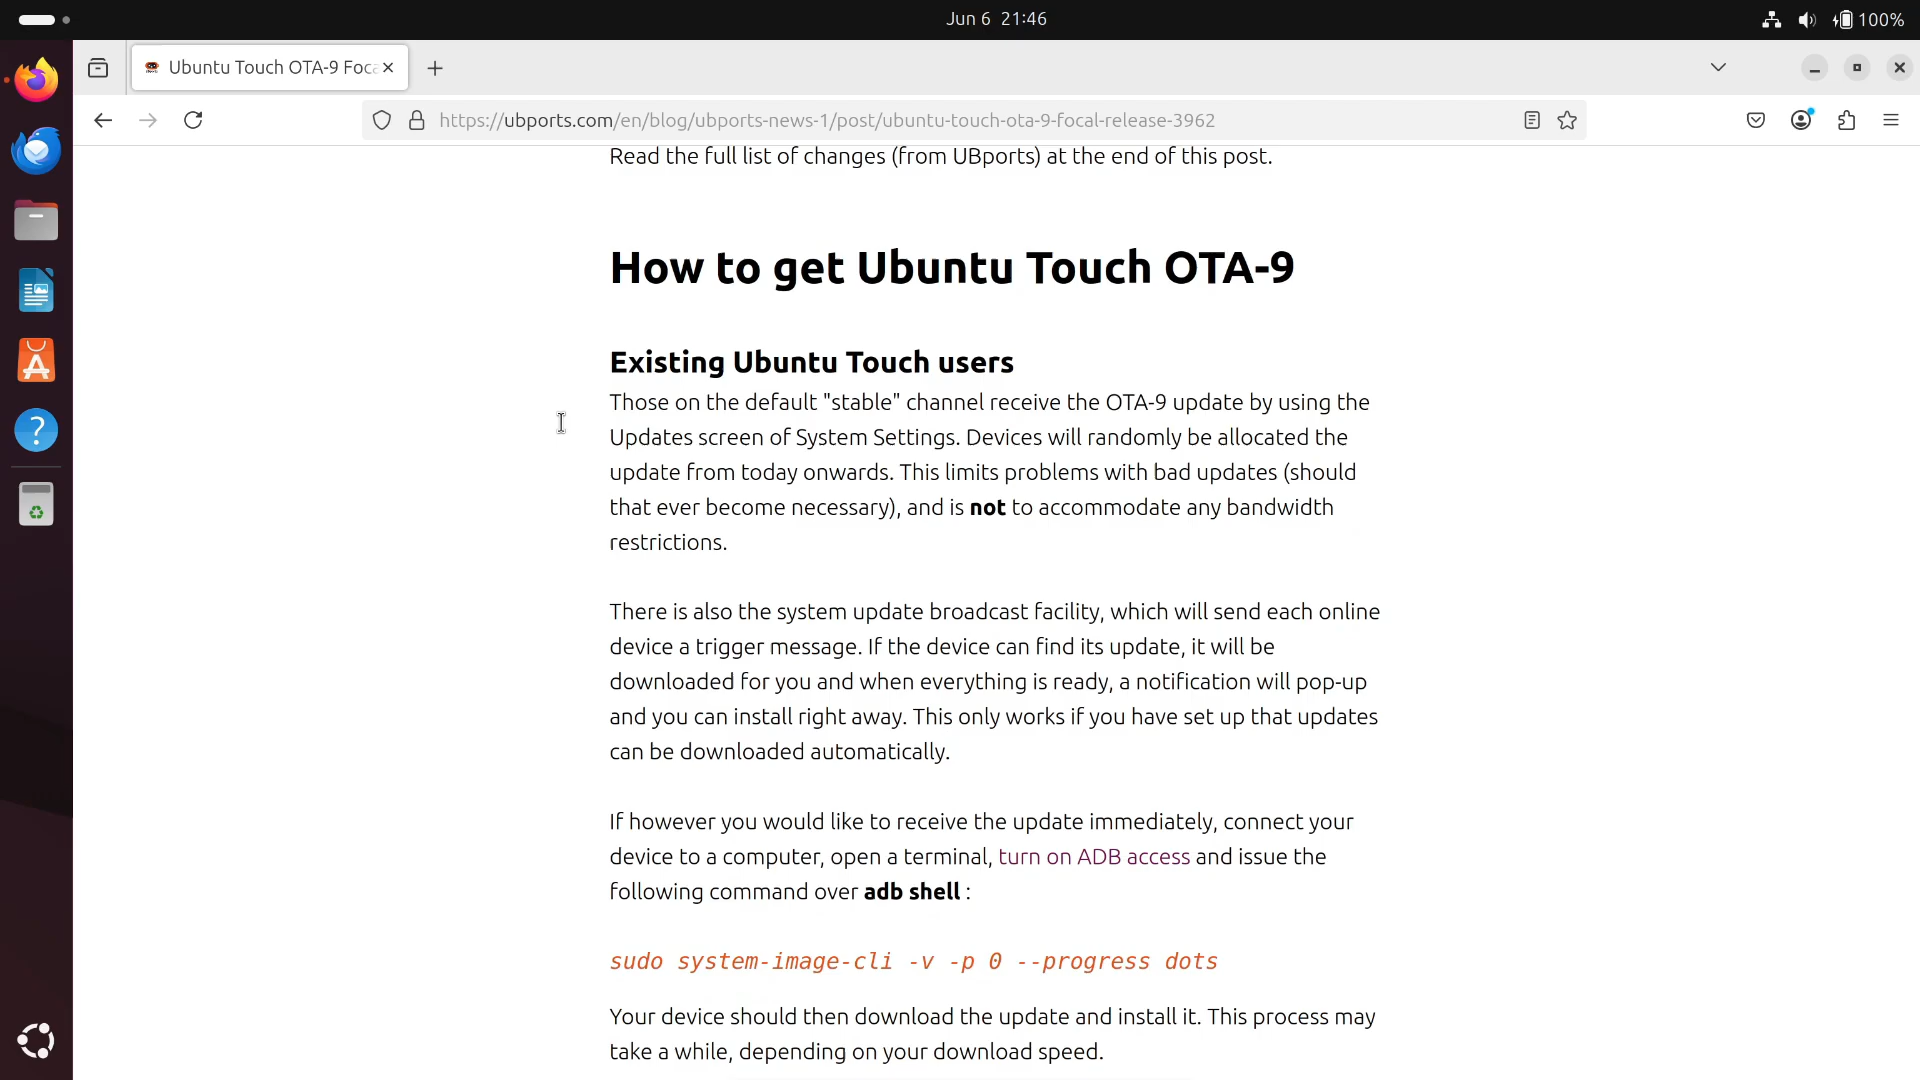 Jun 6 21:46
100%
Ubuntu Touch OTA-9 Foc
https://ubports.com/en/blog/ubports-news-1/post/ubuntu-touch-ota-9-focal-release-3962
Read the full list of changes (from UBports) at the end of this post.
How to get Ubuntu Touch OTA-9
Existing Ubuntu Touch users
Those on the default "stable" channel receive the OTA-9 update by using the
Updates screen of System Settings. Devices will randomly be allocated the
update from today onwards. This limits problems with bad updates (should
that ever become necessary), and is not to accommodate any bandwidth
restrictions.
There is also the system update broadcast facility, which will send each online
device a trigger message. If the device can find its update, it will be
downloaded for you and when everything is ready, a notification will pop-up
and you can install right away. This only works if you have set up that updates
can be downloaded automatically.
If however you would like to receive the update immediately, connect your
device to a computer, open a terminal, turn on ADB access and issue the
following command over adb shell :
sudo system-image-cli -v -p 0 --progress dots
Your device should then download the update and install it. This process may
take a while, depending on your download speed.